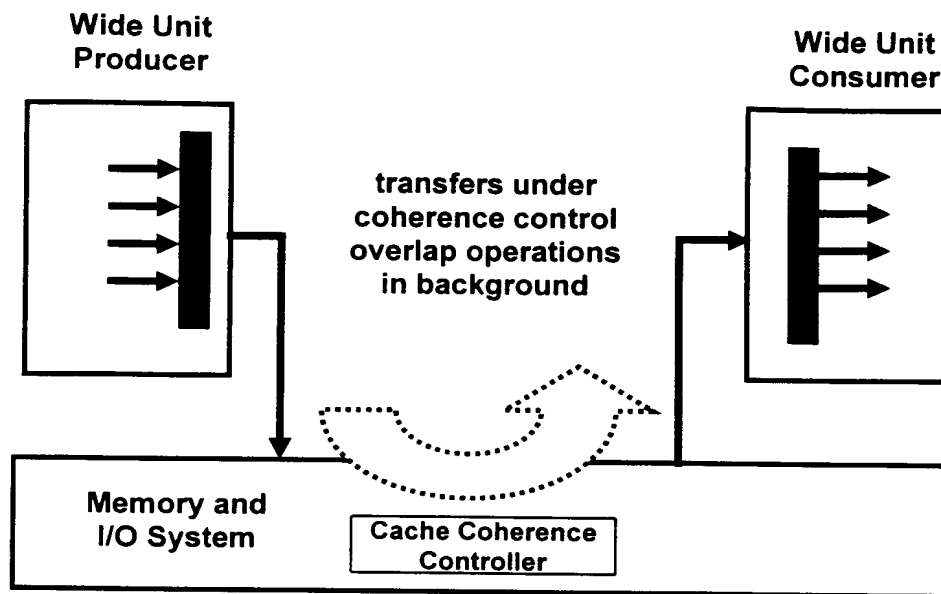 Wide Unit
Producer
Wide Unit
Consumer
transfers under
coherence control
overlap operations
in background
Memory and
I/O System
Cache Coherence
Controller